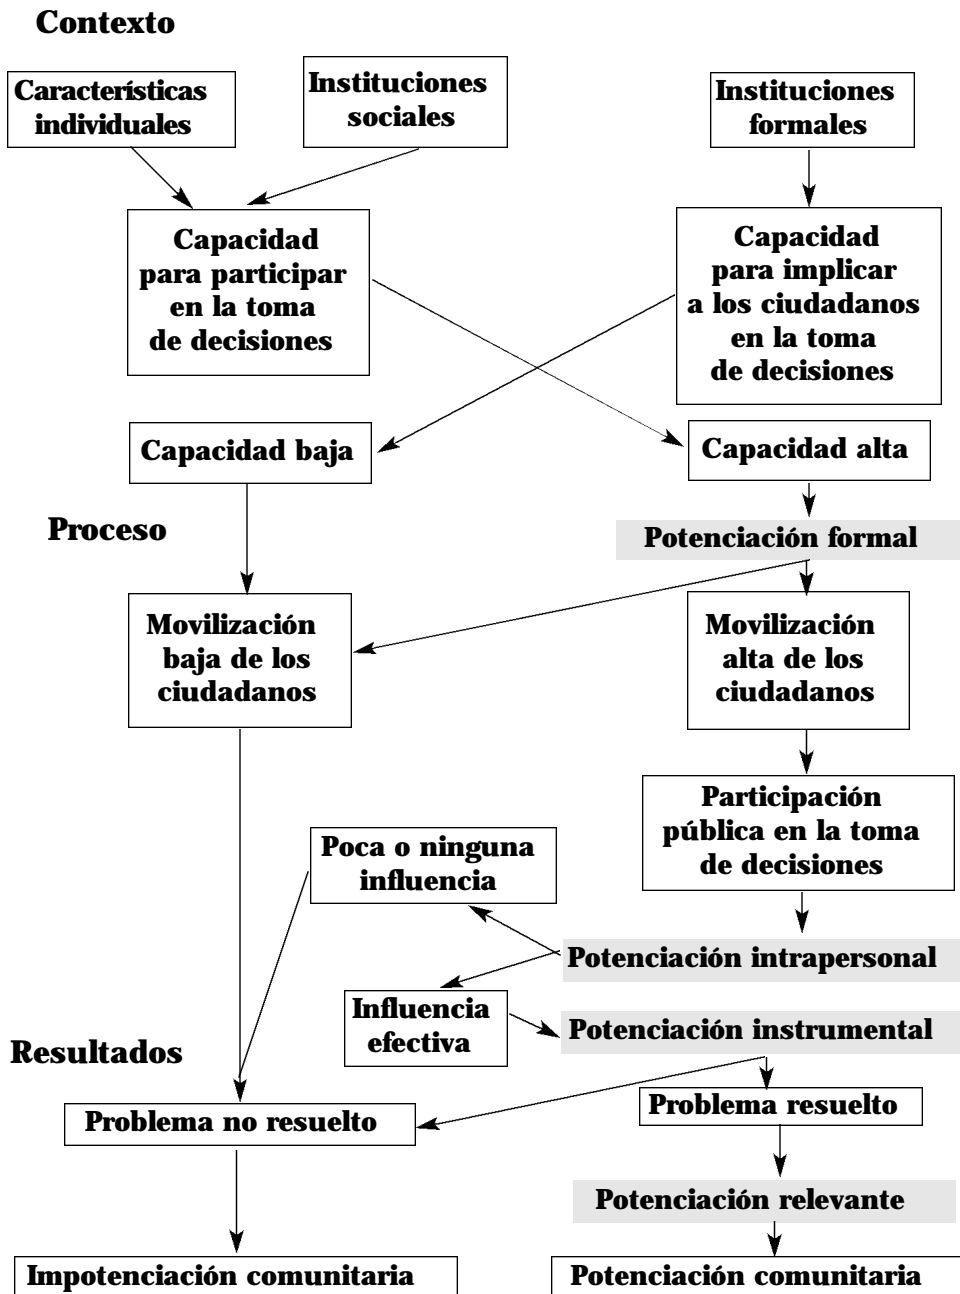 Contexto
Características
individuales
Instituciones
sociales
Instituciones
formales
Capacidad
para participar
en la toma
de decisiones
Capacidad
para implicar
a los ciudadanos
en la toma
de decisiones
Capacidad baja
Capacidad alta
Proceso
Potenciación formal
Movilización
baja de los
ciudadanos
Movilización
alta de los
ciudadanos
Participación
pública en la toma
de decisiones
Poca o ninguna
influencia
Potenciación intrapersonal
Influencia
efectiva
Potenciación instrumental
Resultados
Problema no resuelto
Problema resuelto
Potenciación relevante
Impotenciación comunitaria
Potenciación comunitaria